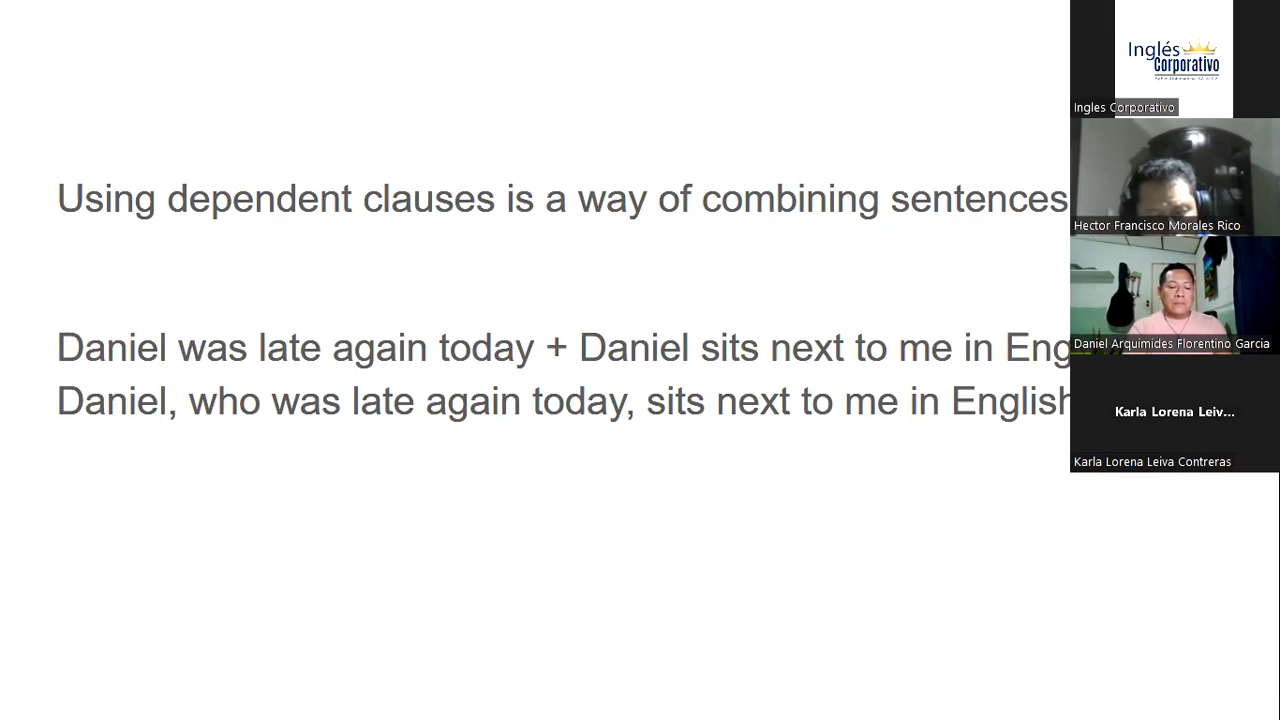 Using dependent clauses is a way of combining sentences
Daniel was late again today + Daniel sits next to me in Eng
Daniel, who was late again today, sits next to me in English
Inglés
Corporativo
Ingles Corporativo
Hector Francisco Morales Rico
Daniel Arquimides Florentino Garcia
Karla Lorena Leiv...
Karla Lorena Leiva Contreras